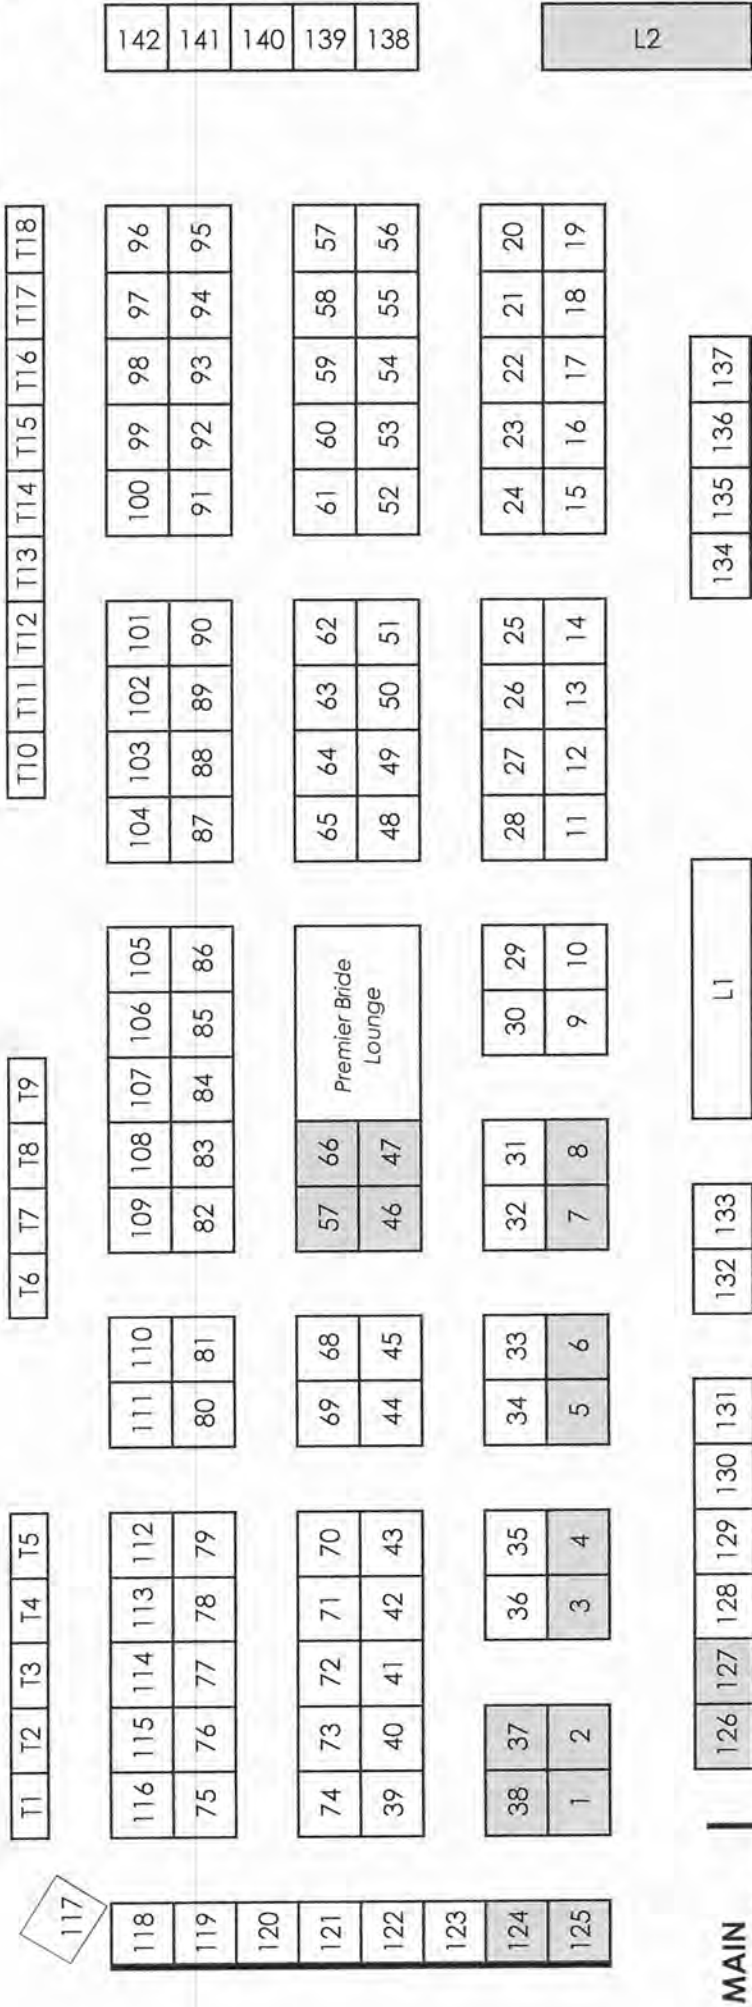 T1 T2 T3 T4 T5 T6 T7 T8 T9 T10 T11 T12 T13 T14 T15 T16 T17 T18
117
118 116 115 114 113 112 111 110 109 108 107 106 105 104 103 102 101 100 99 98 97 96 142
119 75 76 77 78 79 80 81 82 83 84 85 86 87 88 89 90 91 92 93 94 95 141
120 140
121 74 73 72 71 70 69 68 57 66 Premier Bride 65 64 63 62 61 60 59 58 57 139
122 39 40 41 42 43 44 45 46 47 Lounge 48 49 50 51 52 53 54 55 56 138
123
124 38 37 36 35 34 33 32 31 30 29 28 27 26 25 24 23 22 21 20
125 1 2 3 4 5 6 7 8 9 10 11 12 13 14 15 16 17 18 19
MAIN 126 127 128 129 130 131 132 133 L1 134 135 136 137 L2